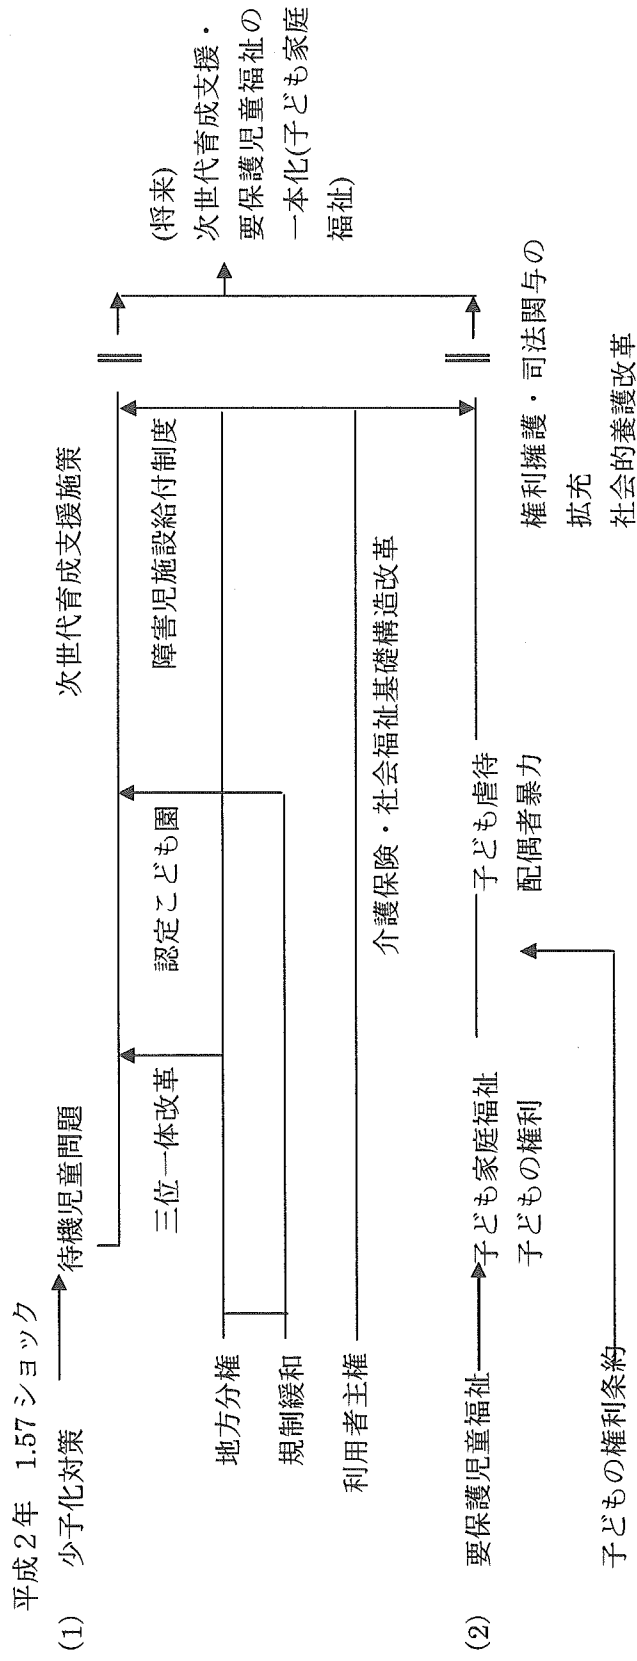 平成2年　1.57ショック
(1)　少子化対策
待機児童問題
次世代育成支援施策
三位一体改革
認定こども園
障害児施設給付制度
地方分権
規制緩和
利用者主権
介護保険・社会福祉基礎構造改革
(将来)
次世代育成支援・
要保護児童福祉の
一本化(子ども家庭
福祉)
(2)　要保護児童福祉
子ども家庭福祉
子どもの権利
子ども虐待
配偶者暴力
権利擁護・司法関与の
拡充
社会的養護改革
子どもの権利条約